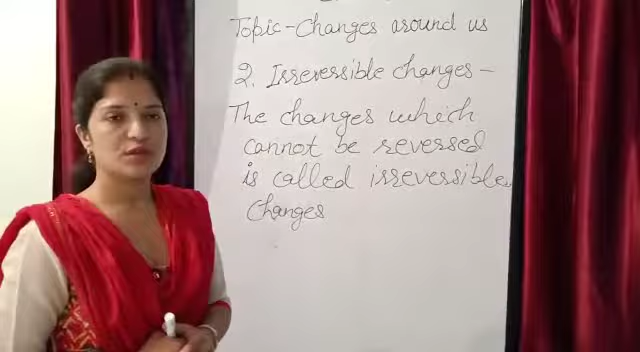 Topic-Changes around us
2. Irreversible changes-
The changes which
cannot be reversed
is called irreversible
changes